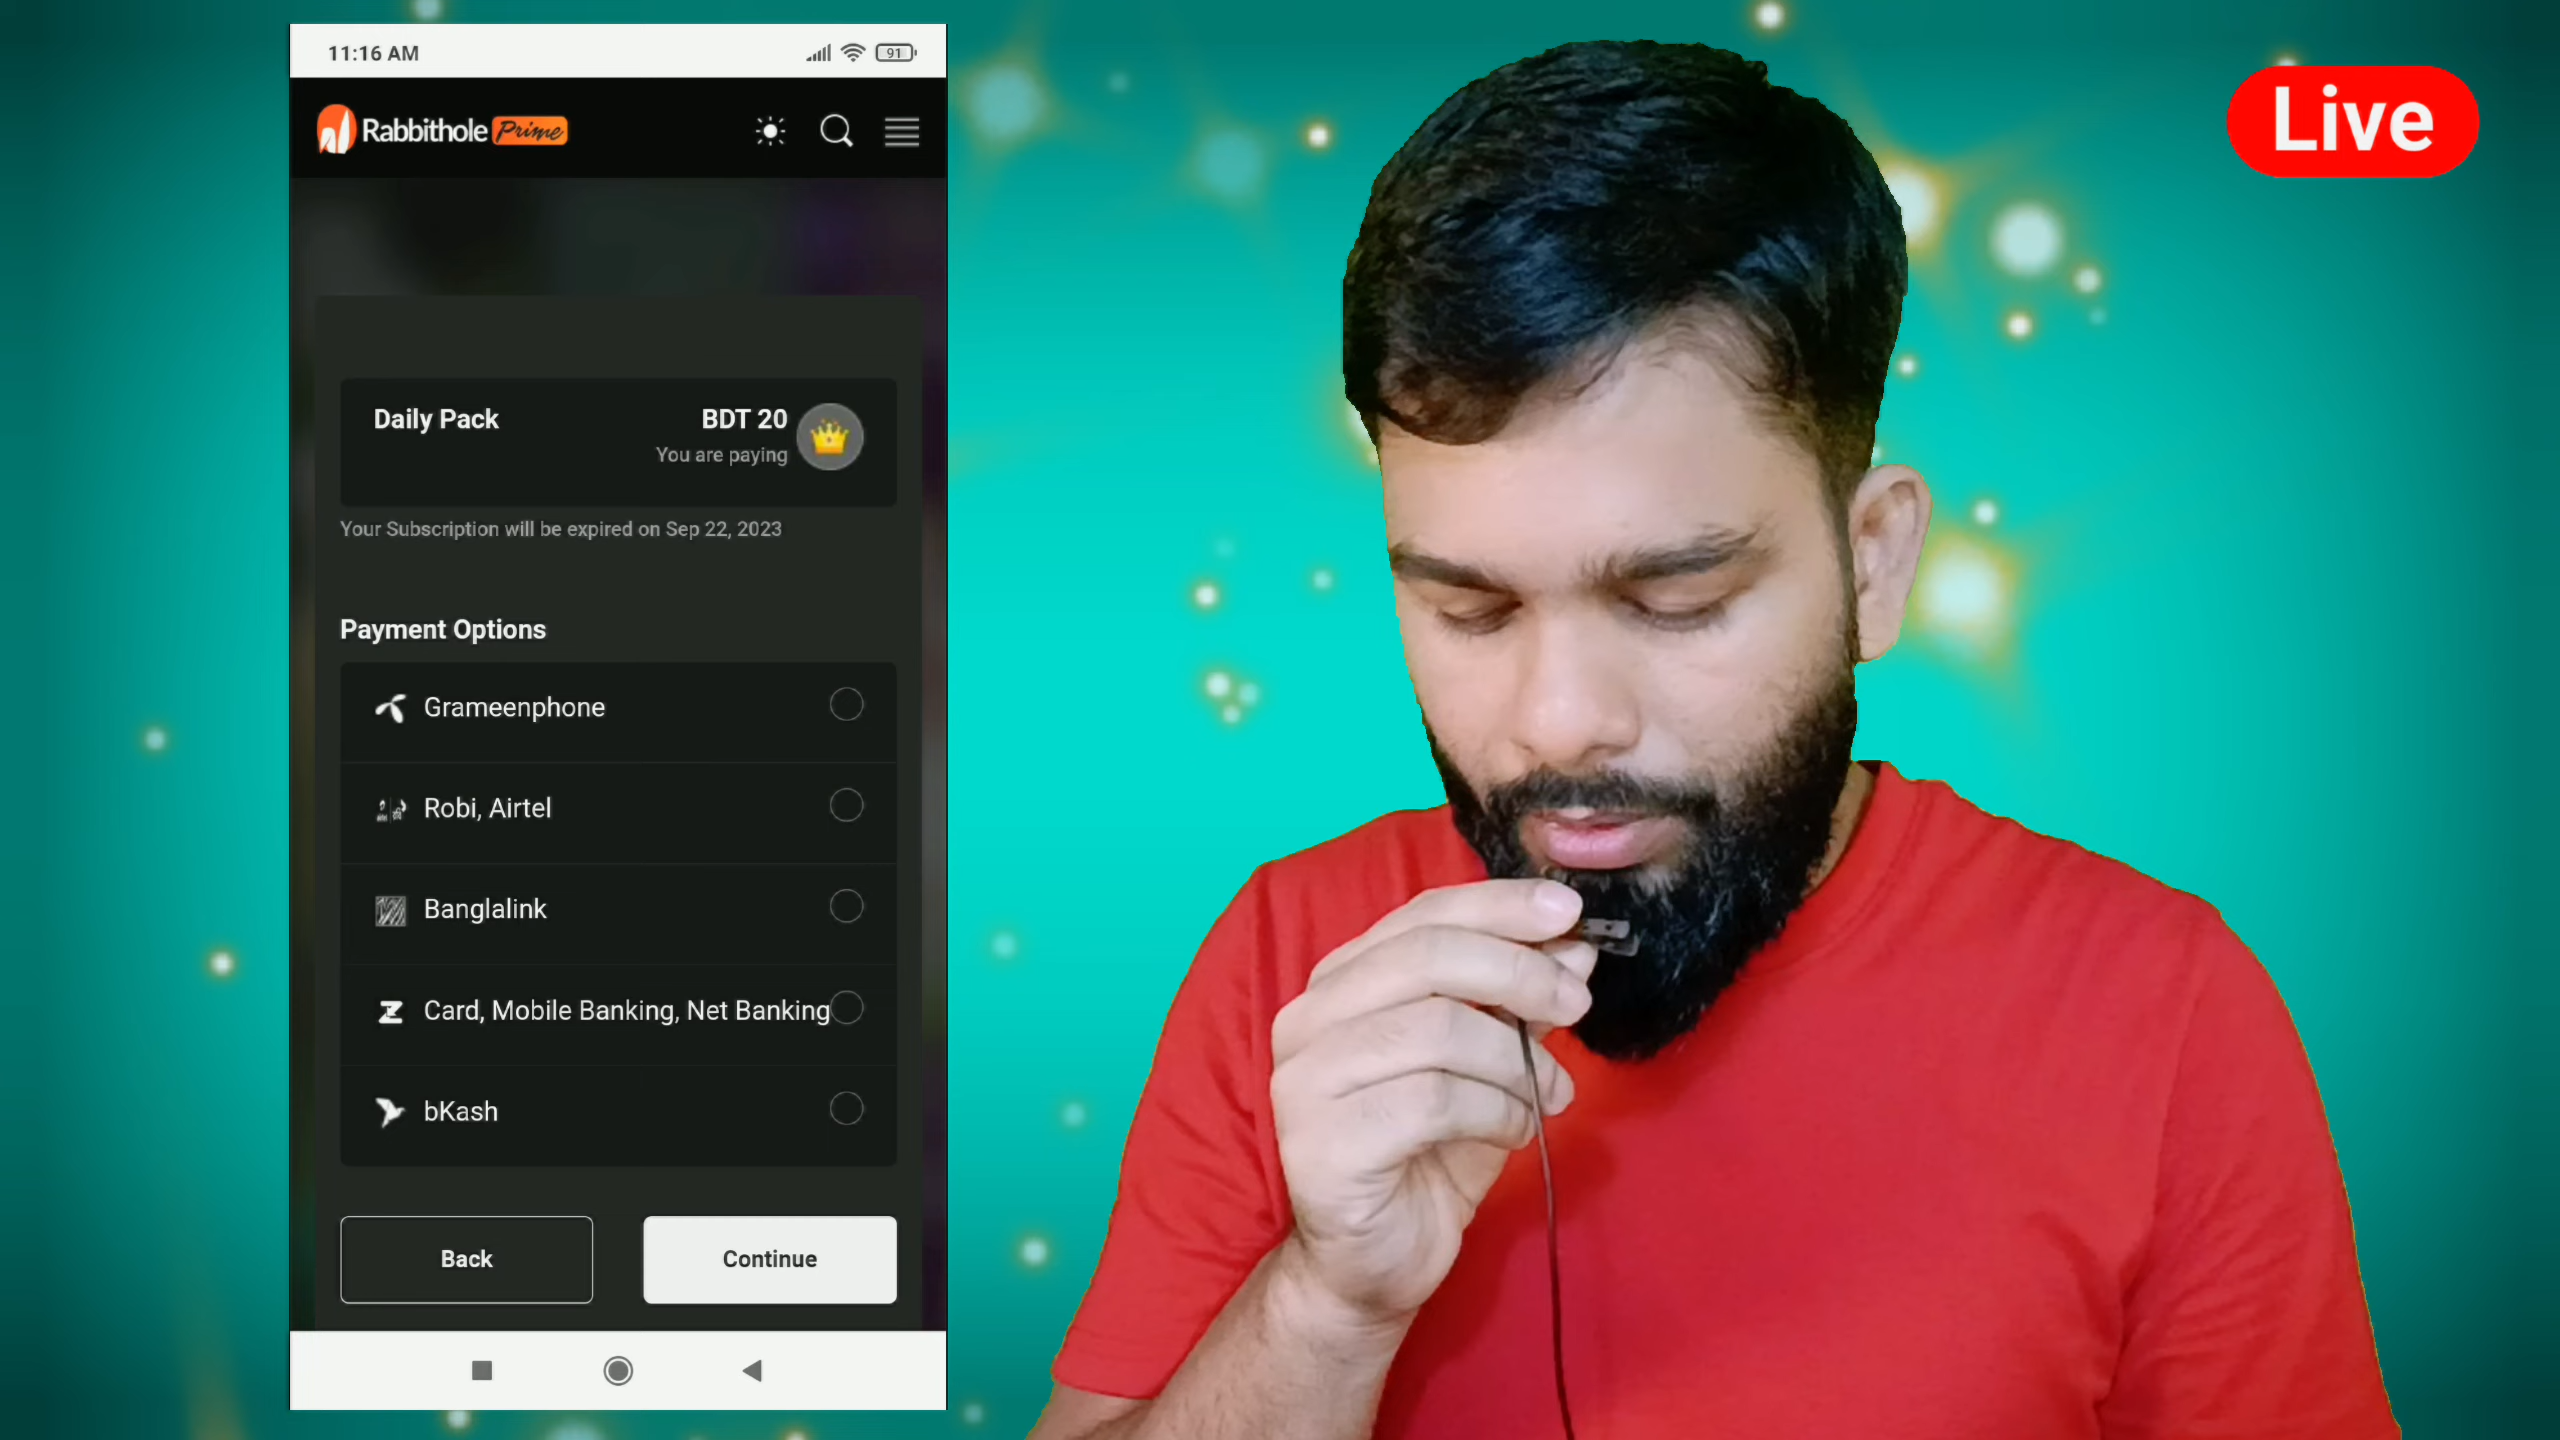 11:16 AM
91
Rabbithole Prime
Live
Daily Pack
BDT 20
You are paying
Your Subscription will be expired on Sep 22, 2023
Payment Options
Grameenphone
Robi, Airtel
Banglalink
Card, Mobile Banking, Net Banking
bKash
Back
Continue